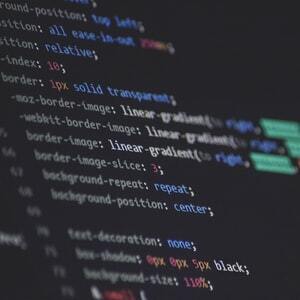 round-position: top left;
sition: all ease-in-out
sition: relative;
-index: 10;
border: 1px solid transparent;
-moz-border-image: linear-gradient(to right,
-webkit-border-image: linear-gradient(to right,
border-image: linear-gradient(to right,
border-image-slice: 3;
background-repeat: repeat;
background-position: center;
text-decoration: none;
box-shadow: 0px 0px 5px black;
background-size: 110%;